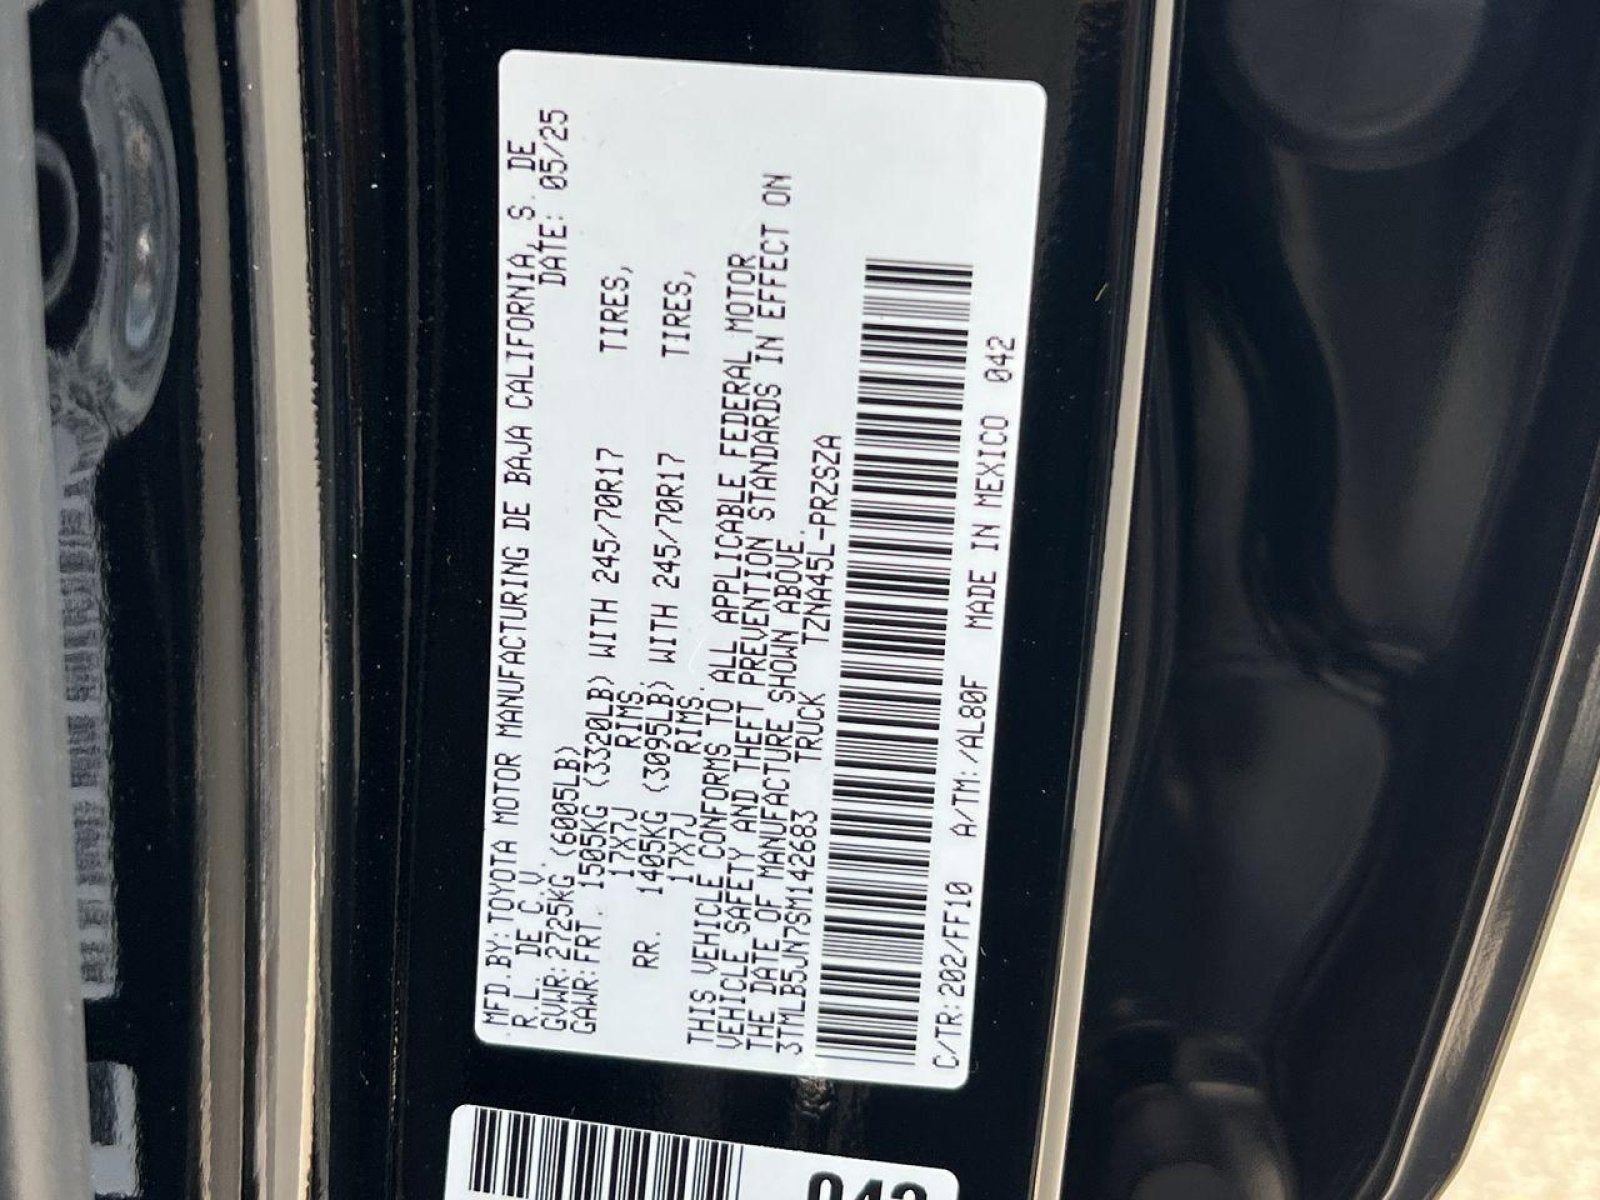 MFD.BY:TOYOTA MOTOR MANUFACTURING DE BAJA CALIFORNIA, S. DE
R.L. DE C.V. DATE: 05/25
GVWR:2725KG (6005LB)
GAWR:FRT. 1505KG (3320LB) WITH 245/70R17 TIRES,
17X7J RIMS.
RR. 1405KG (3095LB) WITH 245/70R17 TIRES,
17X7J RIMS.
THIS VEHICLE CONFORMS TO ALL APPLICABLE FEDERAL MOTOR
VEHICLE SAFETY AND THEFT PREVENTION STANDARDS IN EFFECT ON
THE DATE OF MANUFACTURE SHOWN ABOVE.
3TMLB5JN7SM142683 TRUCK TZNA45L-PRZSZA
C/TR:202/FF10 A/TM:/AL80F MADE IN MEXICO 042
042